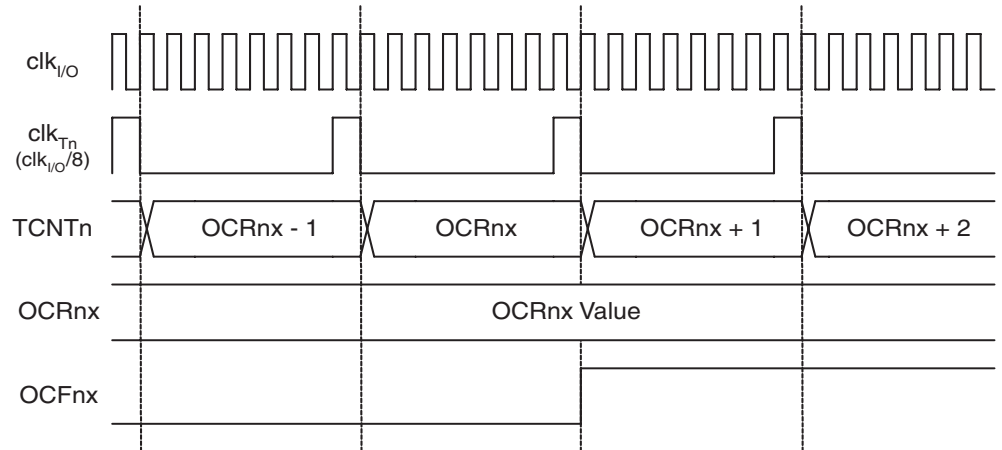 clkI/O
clkTn
(clkI/O/8)
TCNTn OCRnx - 1 OCRnx OCRnx + 1 OCRnx + 2
OCRnx OCRnx Value
OCFnx